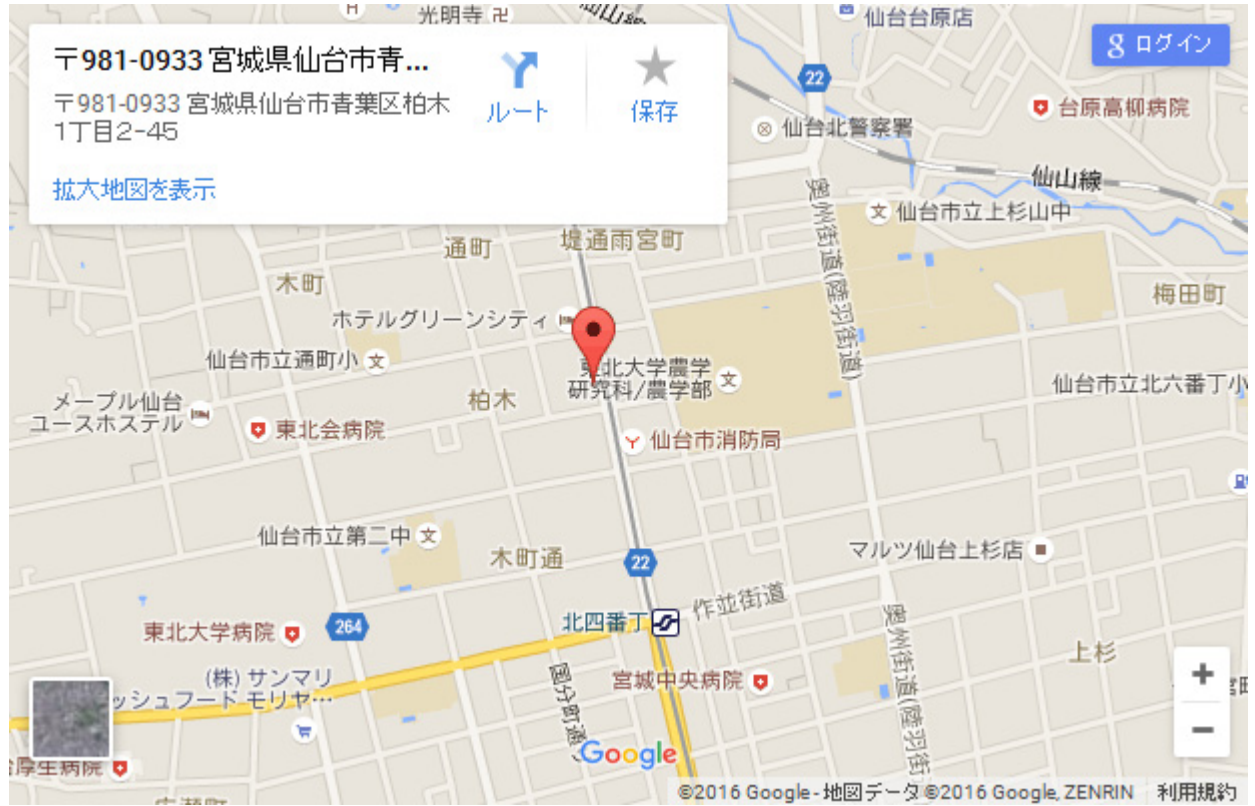 光明寺
仙台台原店
〒981-0933 宮城県仙台市青...
〒981-0933 宮城県仙台市青葉区柏木
1丁目2-45
ルート
保存
拡大地図を表示
g ログイン
22
台原高柳病院
仙台北警察署
仙山線
仙台市立上杉山中
奥州街道(陸羽街道)
通町
堤通雨宮町
木町
梅田町
ホテルグリーンシティ
仙台市立通町小
文
東北大学農学
研究科/農学部
文
仙台市立北六番丁小
メープル仙台
ユースホステル
柏木
東北会病院
仙台市消防局
仙台市立第二中
文
木町通
22
マルツ仙台上杉店
作並街道
北四番丁
東北大学病院
264
奥州街道(陸羽街
上杉
(株) サンマリ
ッシュフード モリヤ…
国分町通
宮城中央病院
+
-
厚生病院
Google
©2016 Google - 地図データ ©2016 Google, ZENRIN
利用規約